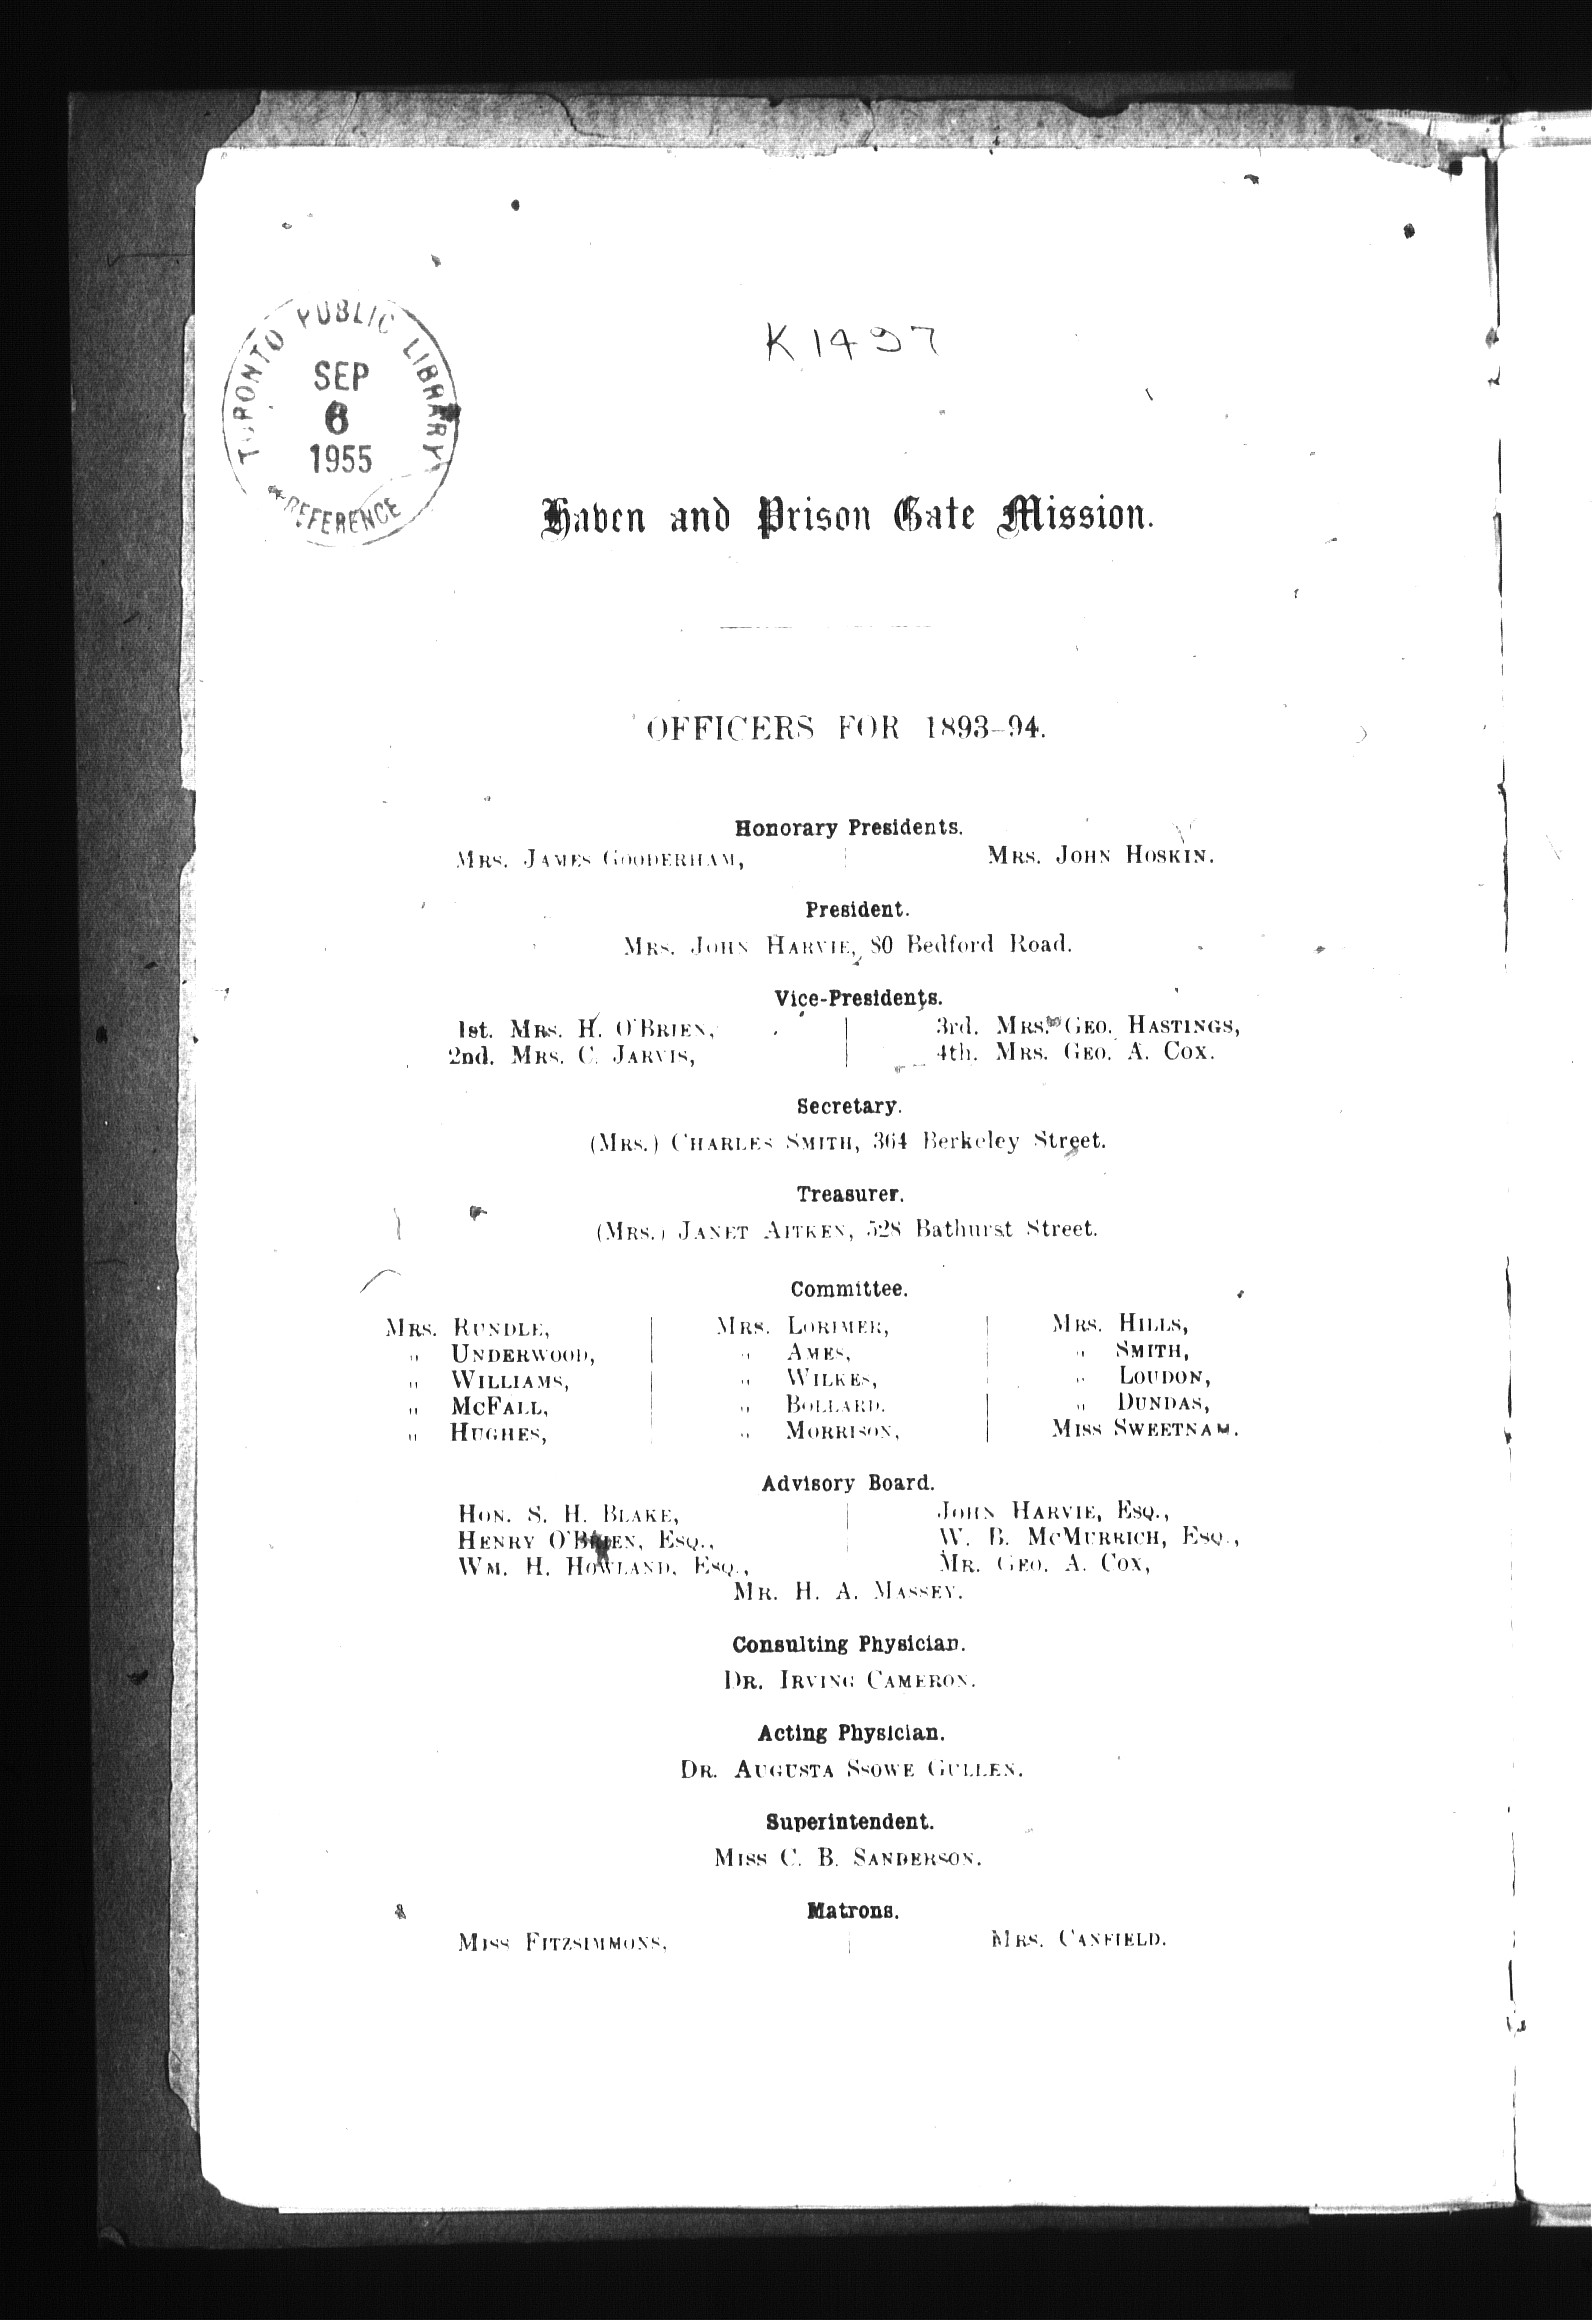 TORONTO PUBLIC LIBRARY
SEP
6
1955
REFERENCE
K 1497
Haven and Prison Gate Mission.
OFFICERS FOR 1893-94.
Honorary Presidents.
MRS. JAMES GOODERHAM, MRS. JOHN HOSKIN.
President.
MRS. JOHN HARVIE, 80 Bedford Road.
Vice-Presidents.
1st. MRS. H. O'BRIEN, 3rd. MRS. GEO. HASTINGS,
2nd. MRS. C. JARVIS, 4th. MRS. GEO. A. COX.
Secretary.
(MRS.) CHARLES SMITH, 364 Berkeley Street.
Treasurer.
(MRS.) JANET AITKEN, 528 Bathurst Street.
Committee.
MRS. RUNDLE, MRS. LORIMER, MRS. HILLS,
" UNDERWOOD, " AMES, " SMITH,
" WILLIAMS, " WILKES, " LOUDON,
" MCFALL, " BOLLARD. " DUNDAS,
" HUGHES, " MORRISON, MISS SWEETNAM.
Advisory Board.
HON. S. H. BLAKE, JOHN HARVIE, ESQ.,
HENRY O'BRIEN, ESQ., W. B. MCMURRICH, ESQ.,
WM. H. HOWLAND, ESQ., MR. GEO. A. COX,
MR. H. A. MASSEY.
Consulting Physician.
DR. IRVING CAMERON.
Acting Physician.
DR. AUGUSTA SSOWE GULLEN.
Superintendent.
MISS C. B. SANDERSON.
Matrons.
MISS FITZSIMMONS, MRS. CANFIELD.